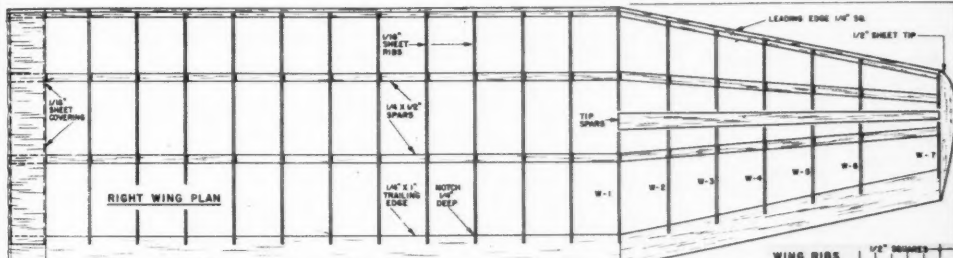 LEADING EDGE 1/4" SQ.
1/2" SHEET TIP
1/16"
SHEET
RIBS
1/16"
SHEET
COVERING
1/4 X 1/2"
SPARS
TIP
SPARS
RIGHT WING PLAN
1/4" X 1"
TRAILING
EDGE
NOTCH
1/4"
DEEP
W-1
W-2
W-3
W-4
W-5
W-6
W-7
WING RIBS
1/2" SQUARES